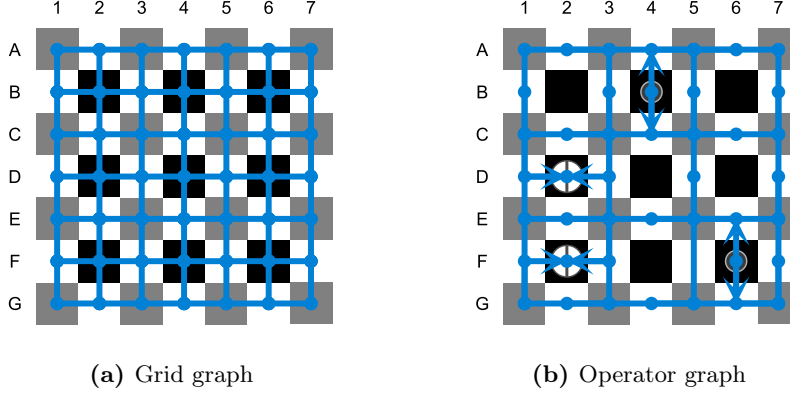 1 2 3 4 5 6 7 1 2 3 4 5 6 7
A A
B B
C C
D D
E E
F F
G G
(a) Grid graph (b) Operator graph